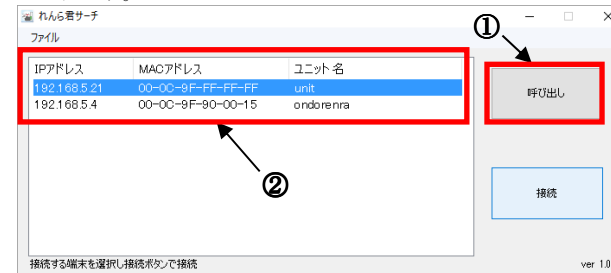 れんら君サーチ
ファイル
①
IPアドレス MACアドレス ユニット名
192.168.5.21 00-0C-9F-FF-FF-FF unit
192.168.5.4 00-0C-9F-90-00-15 ondorenra
呼び出し
②
接続
接続する端末を選択し接続ボタンで接続
ver 1.0